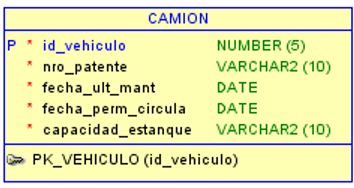 CAMION
P * id_vehiculo NUMBER (5)
* nro_patente VARCHAR2 (10)
* fecha_ult_mant DATE
* fecha_perm_circula DATE
* capacidad_estanque VARCHAR2 (10)
PK_VEHICULO (id_vehiculo)